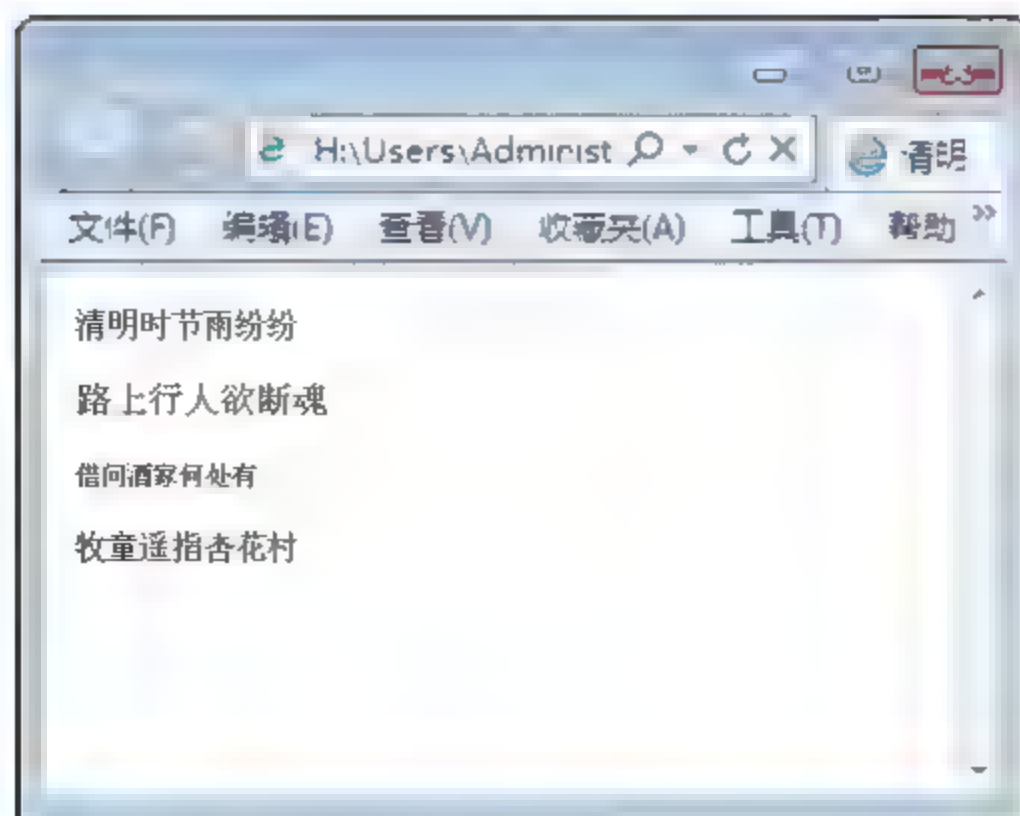 H:\Users\Administ 清明
文件(F) 编辑(E) 查看(V) 收藏夹(A) 工具(T) 帮助 »
清明时节雨纷纷
路上行人欲断魂
借问酒家何处有
牧童遥指杏花村